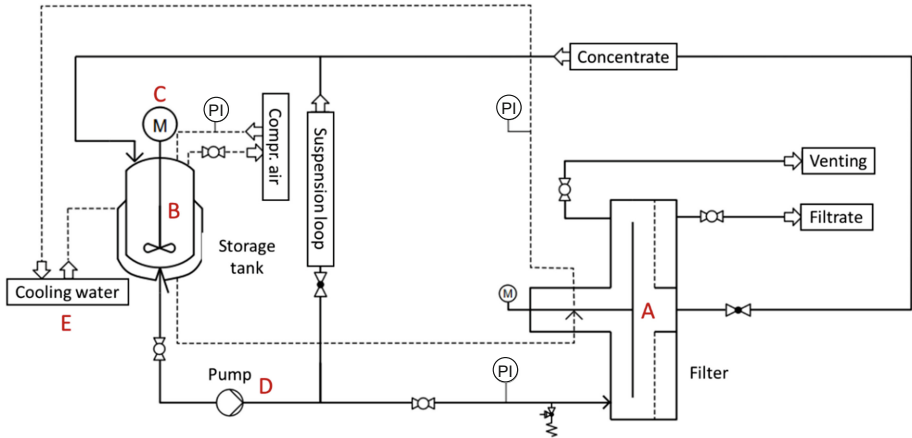 Concentrate
C
PI
PI
M
Compr. air
Suspension loop
Venting
B
Filtrate
Storage
tank
Cooling water
M
A
E
PI
Pump
D
Filter